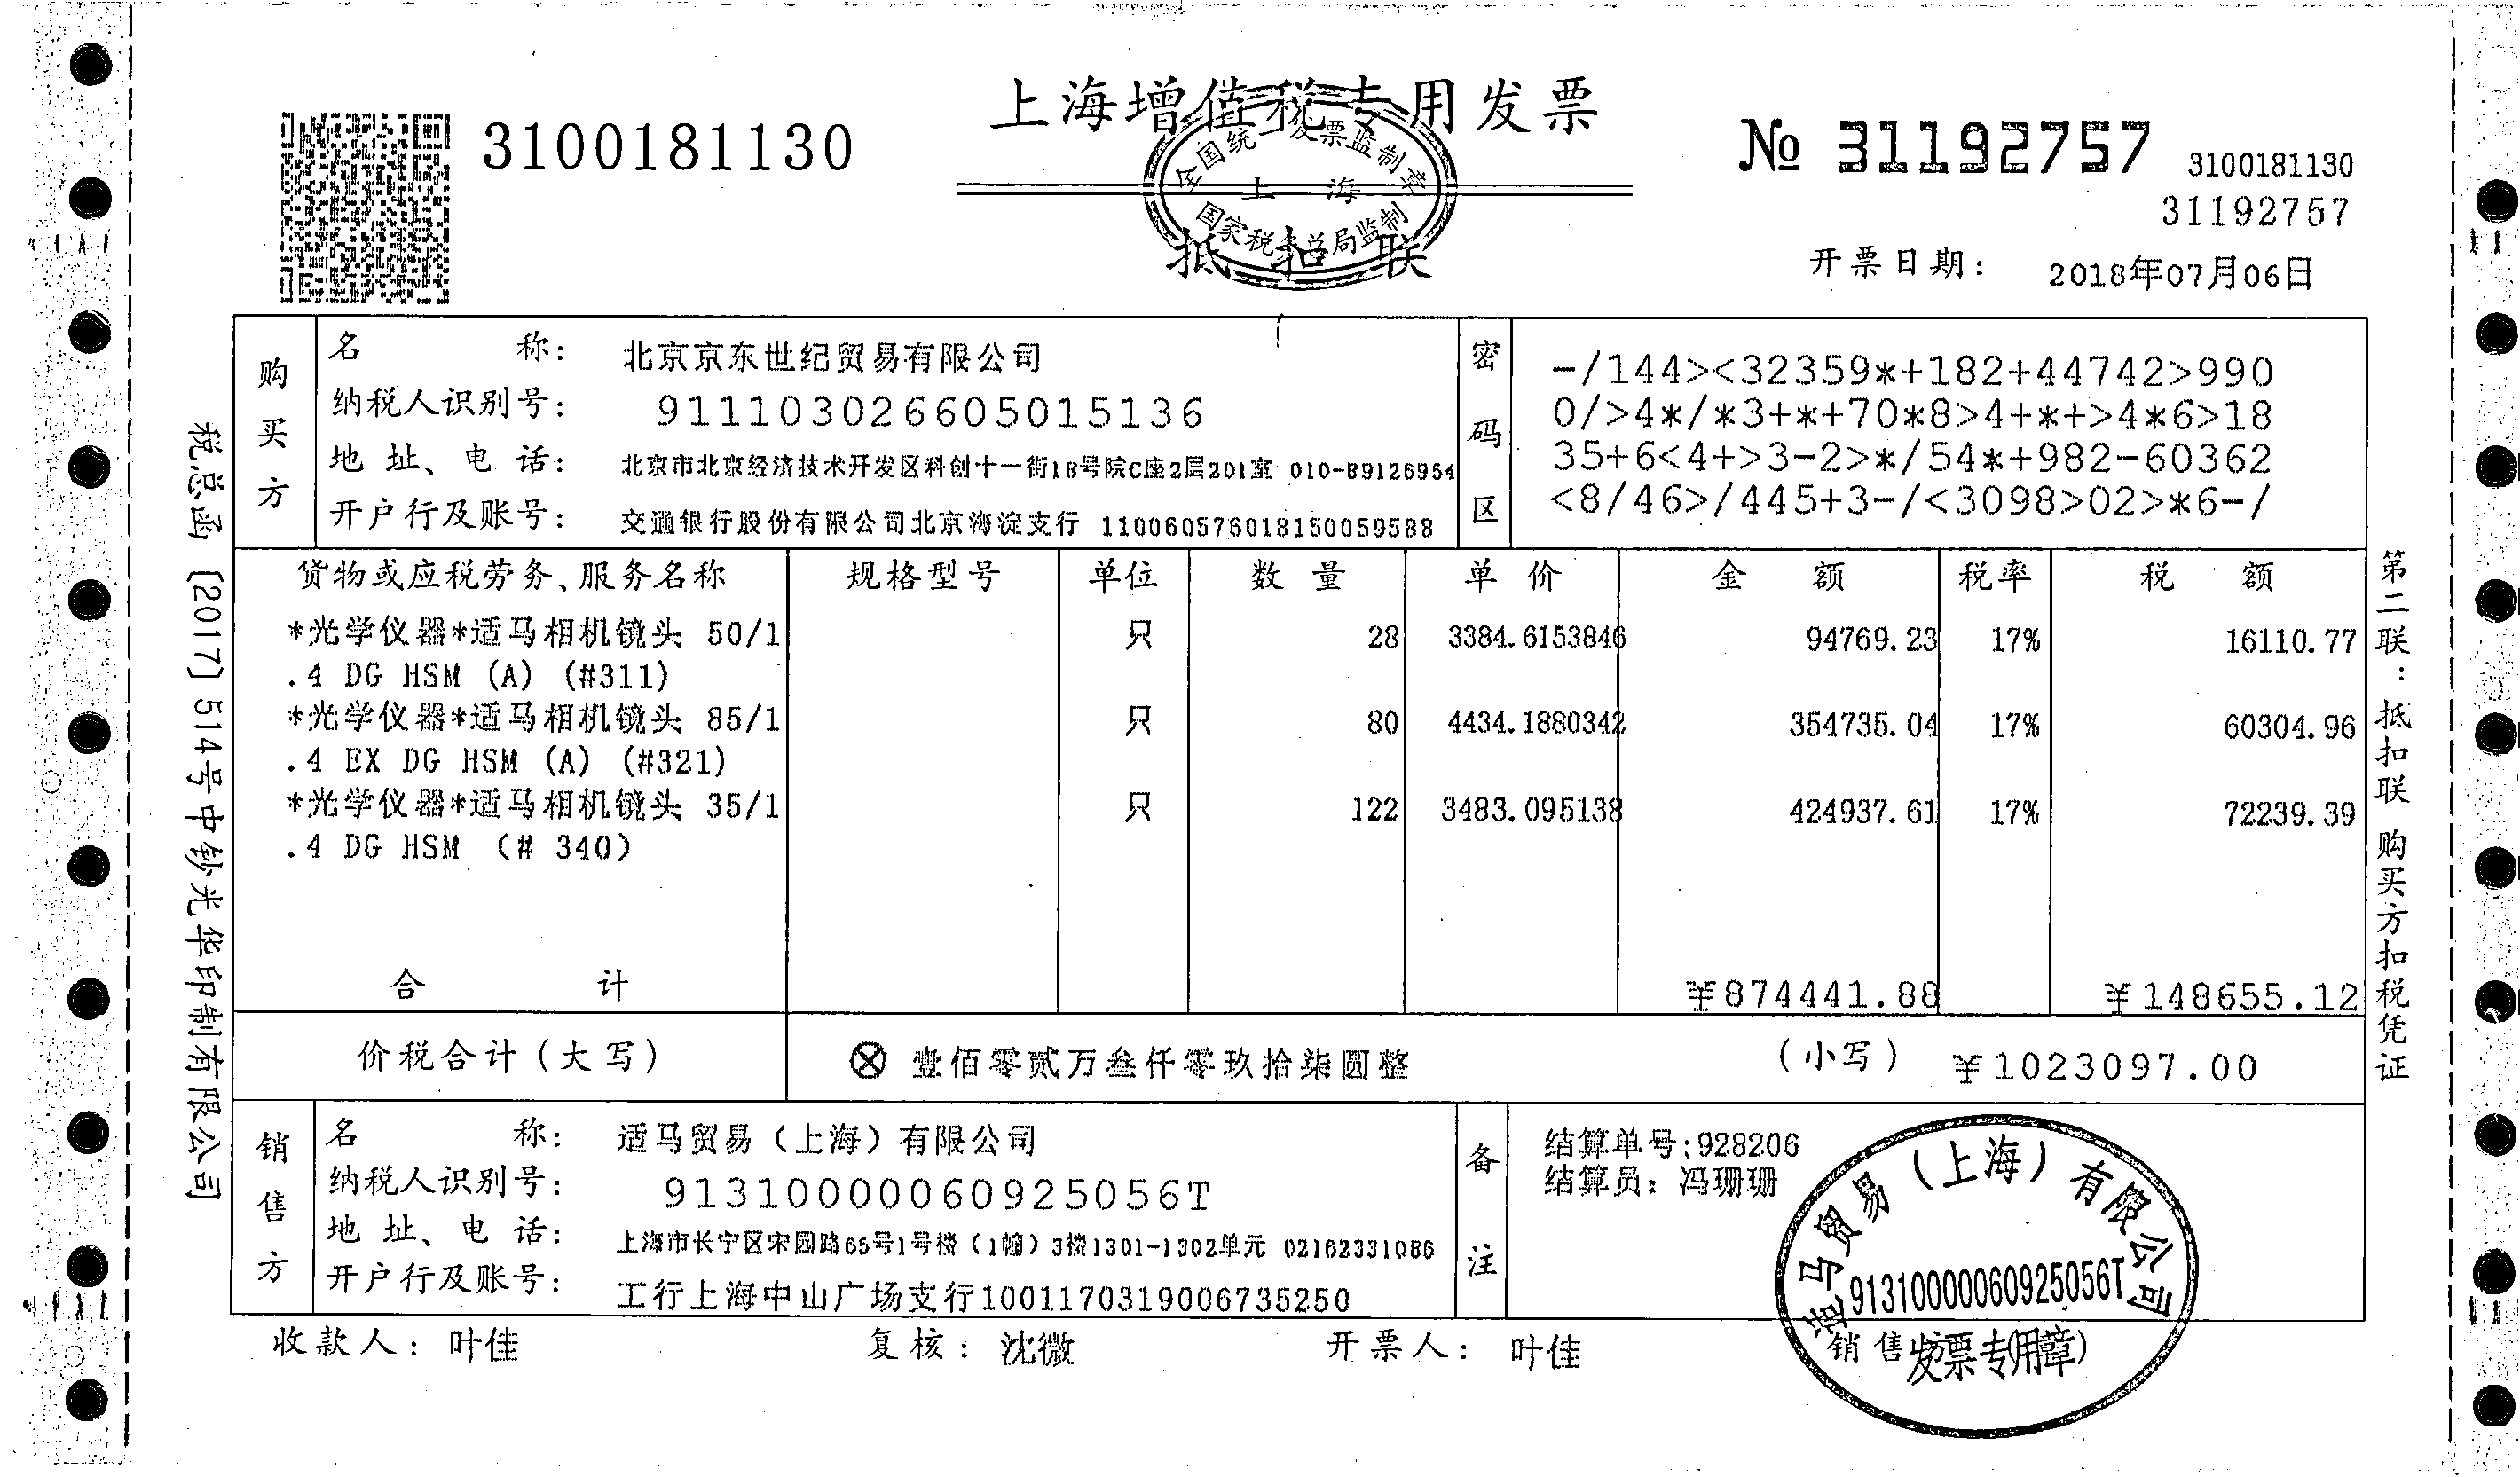 上海增值税专用发票
3100181130
№ 31192757
3100181130
31192757
全国统一发票监制章
上海
国家税务总局监制
抵扣联
开票日期: 2018年07月06日
购买方
名称: 北京京东世纪贸易有限公司
纳税人识别号: 911103026605015136
地址、电话: 北京市北京经济技术开发区科创十一街18号院C座2层201室 010-89126954
开户行及账号: 交通银行股份有限公司北京海淀支行 110060576018150059588
密码区
-/144><32359*+182+44742>990
0/>4*/*3+*+70*8>4+*+>4*6>18
35+6<4+>3-2>*/54*+982-60362
<8/46>/445+3-/<3098>02>*6-/
货物或应税劳务、服务名称 规格型号 单位 数量 单价 金额 税率 税额
*光学仪器*适马相机镜头 50/1 只 28 3384.6153846 94769.23 17% 16110.77
.4 DG HSM (A) (#311)
*光学仪器*适马相机镜头 85/1 只 80 4434.1880342 354735.04 17% 60304.96
.4 EX DG HSM (A) (#321)
*光学仪器*适马相机镜头 35/1 只 122 3483.095138 424937.61 17% 72239.39
.4 DG HSM (# 340)
合计 ¥874441.88 ¥148655.12
价税合计(大写) ⊗ 壹佰零贰万叁仟零玖拾柒圆整 (小写) ¥1023097.00
销售方
名称: 适马贸易(上海)有限公司
纳税人识别号: 91310000060925056T
地址、电话: 上海市长宁区宋园路65号1号楼(1幢)3楼1301-1302单元 02162331086
开户行及账号: 工行上海中山广场支行1001170319006735250
备注
结算单号:928206
结算员: 冯珊珊
适马贸易(上海)有限公司
91310000060925056T
发票专用章
收款人: 叶佳 复核: 沈微 开票人: 叶佳 销售方:(章)
税总函〔2017〕514号中钞光华印制有限公司
第二联:抵扣联 购买方扣税凭证